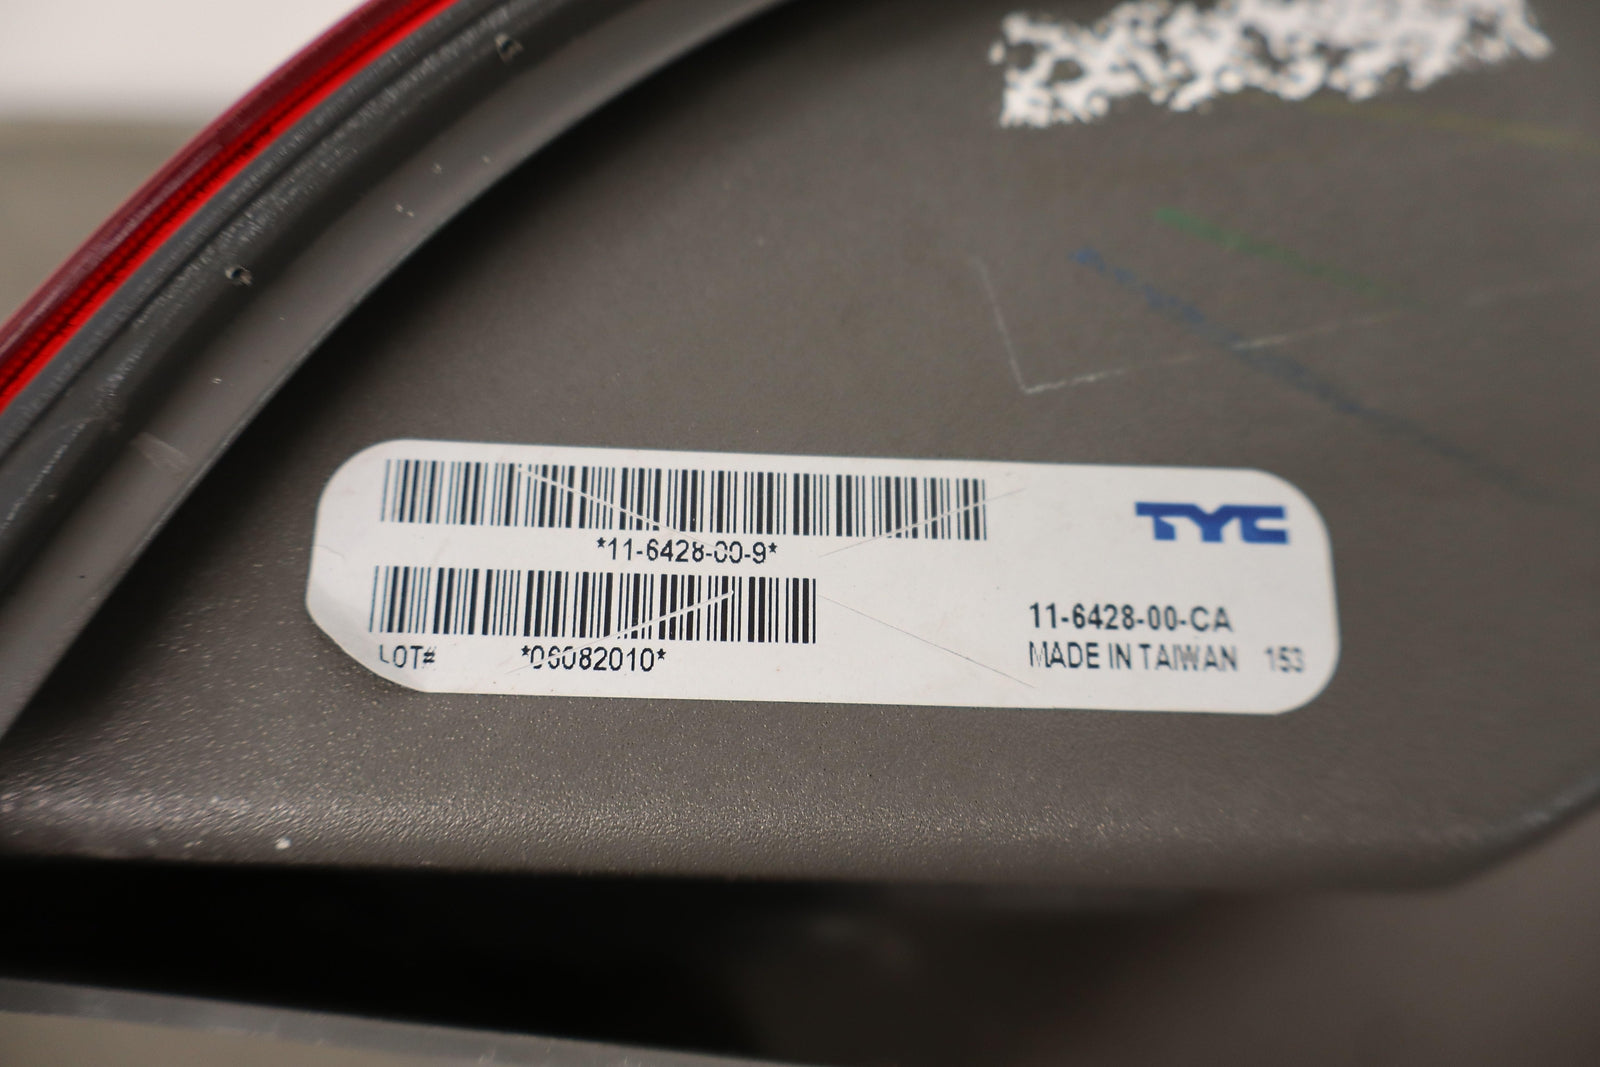 *11-6428-00-9*
TYC
LOT# *06082010*
11-6428-00-CA
MADE IN TAIWAN 153